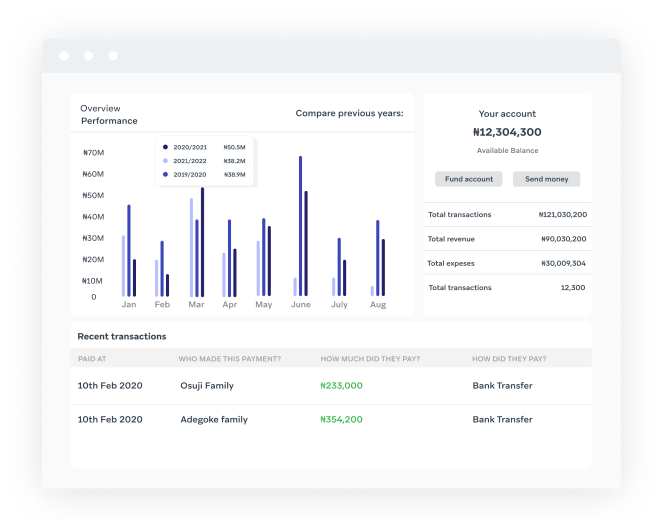 Overview
Performance
Compare previous years:
2020/2021 ₦50.5M
2021/2022 ₦38.2M
2019/2020 ₦38.9M
₦70M
₦60M
₦50M
₦40M
₦30M
₦20M
₦10M
0
Jan Feb Mar Apr May June July Aug
Your account
₦12,304,300
Available Balance
Fund account Send money
Total transactions ₦121,030,200
Total revenue ₦90,030,200
Total expeses ₦30,009,304
Total transactions 12,300
Recent transactions
PAID AT WHO MADE THIS PAYMENT? HOW MUCH DID THEY PAY? HOW DID THEY PAY?
10th Feb 2020 Osuji Family ₦233,000 Bank Transfer
10th Feb 2020 Adegoke family ₦354,200 Bank Transfer